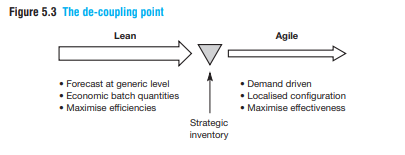 Figure 5.3 The de-coupling point
Lean
Agile
• Forecast at generic level
• Economic batch quantities
• Maximise efficiencies
• Demand driven
• Localised configuration
• Maximise effectiveness
Strategic
inventory